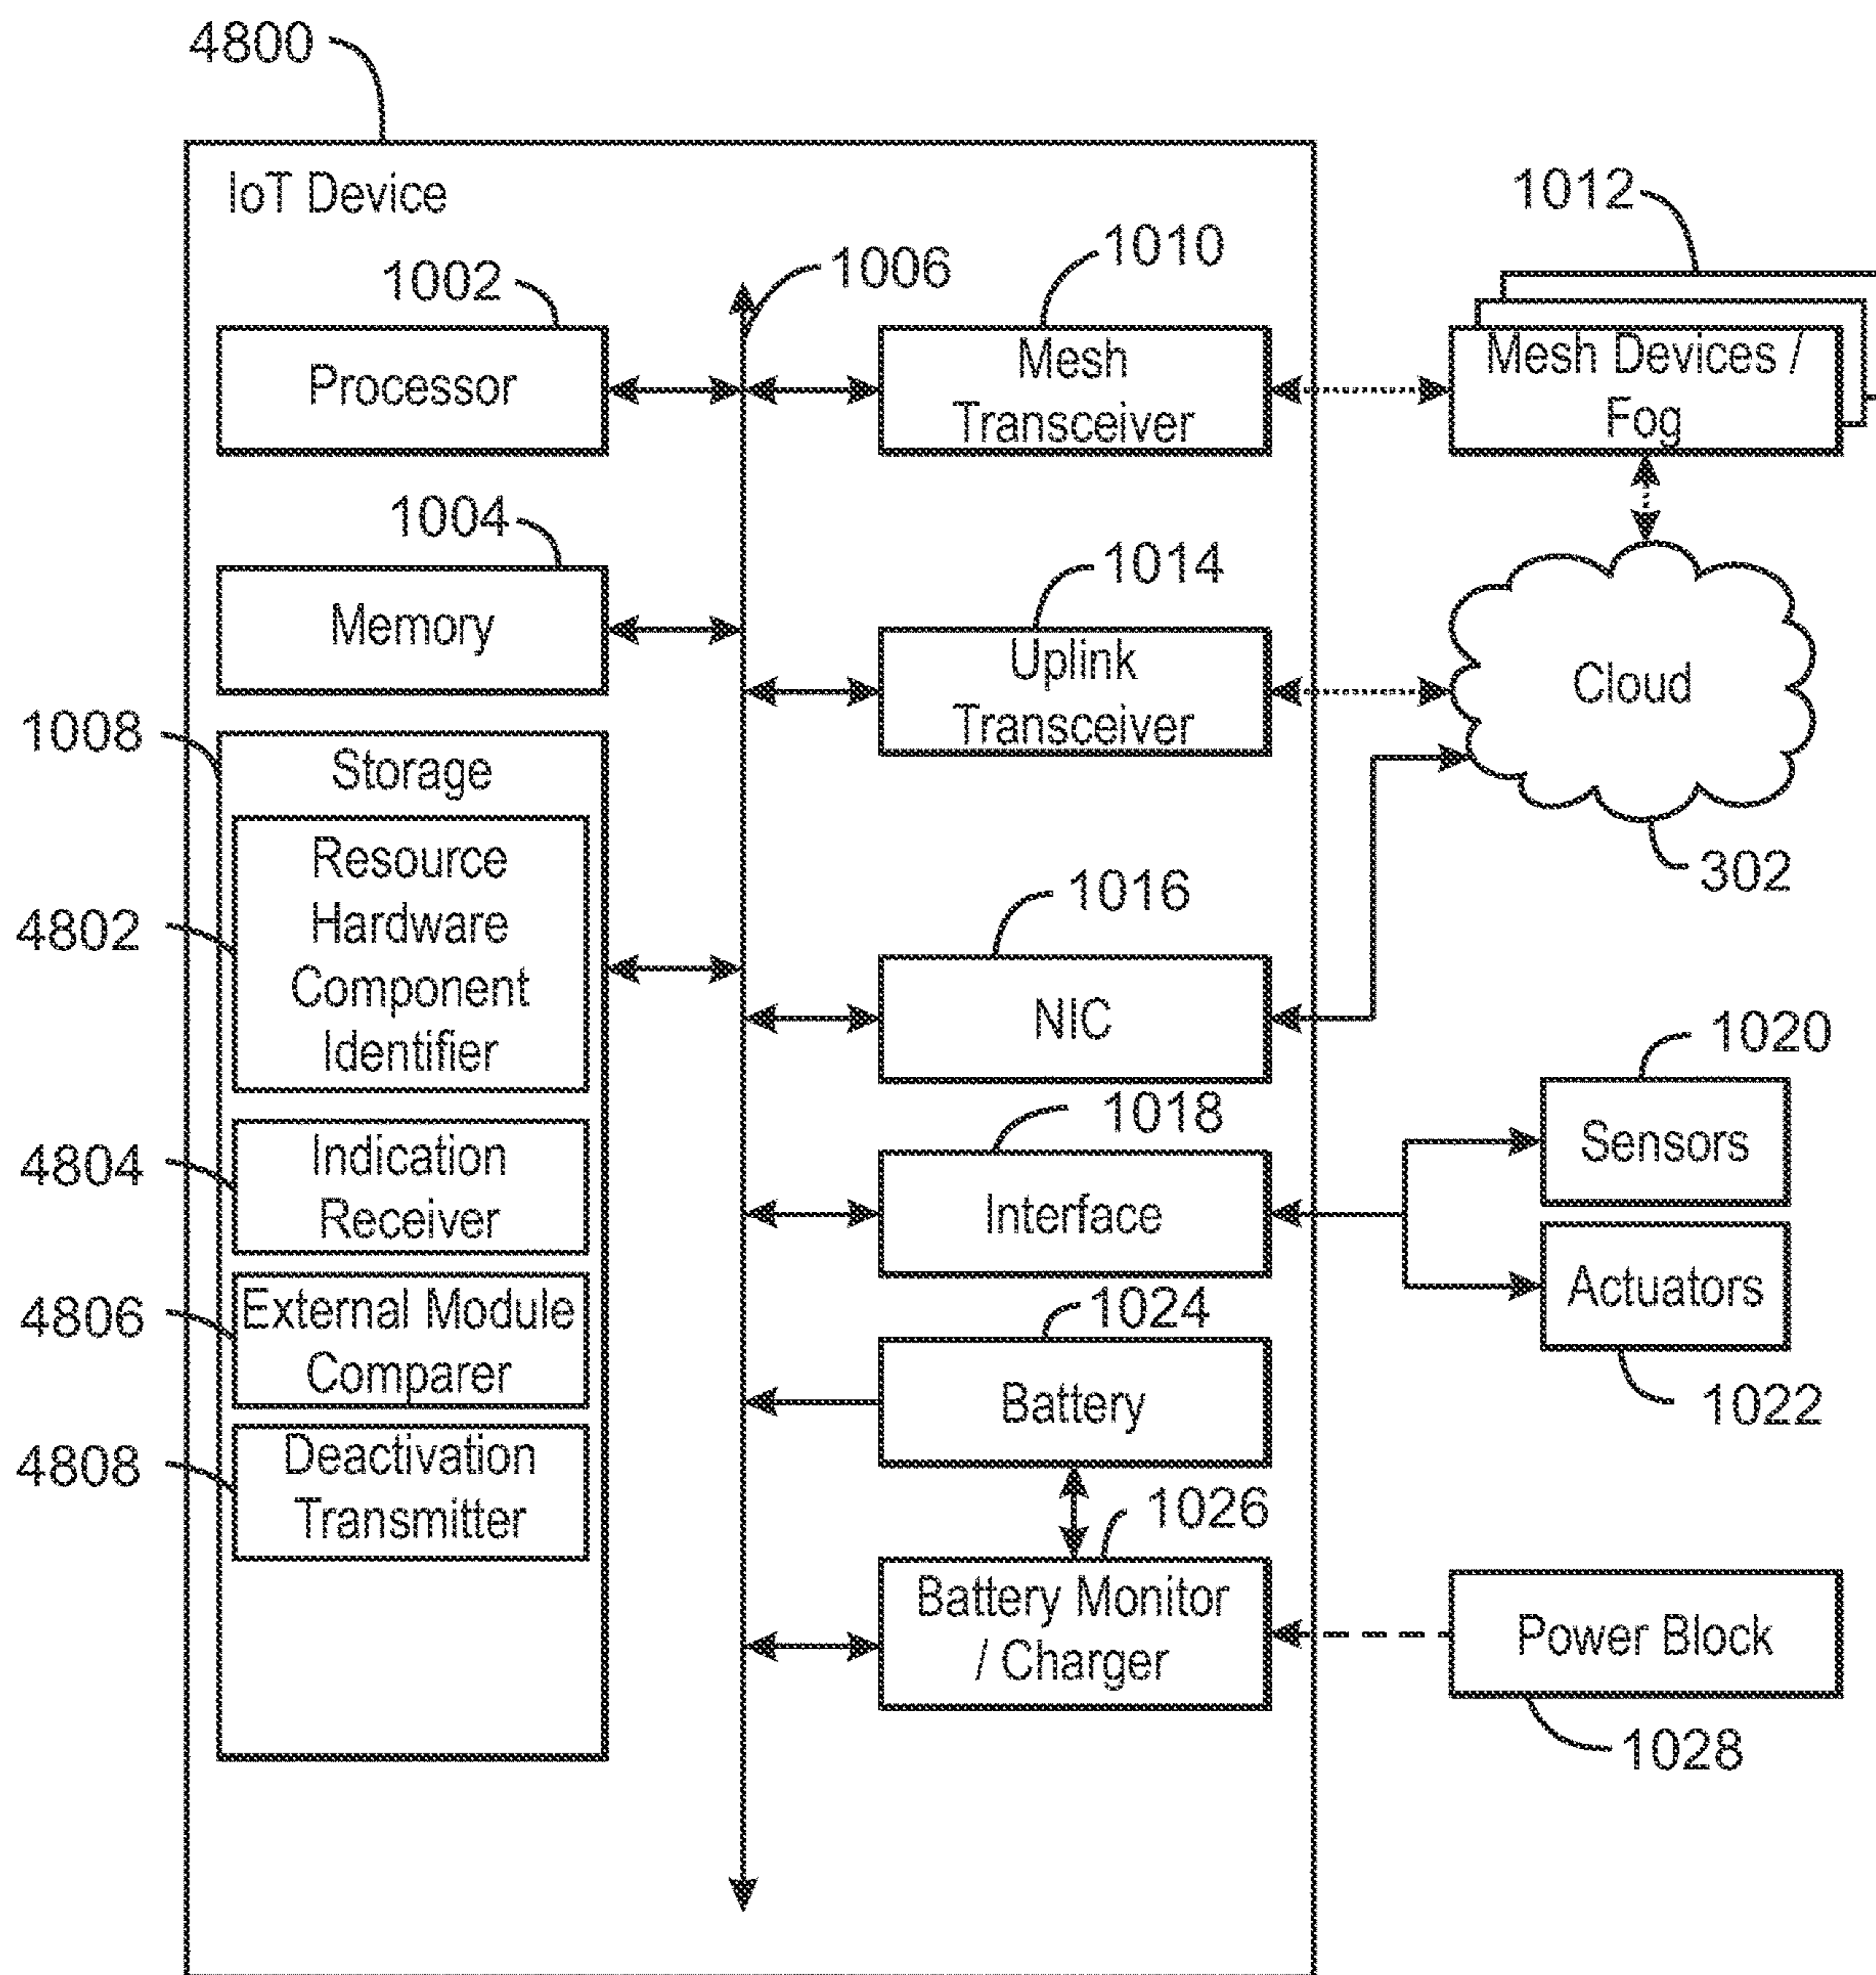 4800
IoT Device
1012
1010
1006
1002
Processor
Mesh
Transceiver
Mesh Devices /
Fog
1004
Memory
1014
Uplink
Transceiver
Cloud
302
1008
Storage
4802
Resource
Hardware
Component
Identifier
1016
NIC
1018
Interface
1020
Sensors
Actuators
1022
4804
Indication
Receiver
4806
External Module
Comparer
4808
Deactivation
Transmitter
1024
Battery
1026
Battery Monitor
/ Charger
Power Block
1028